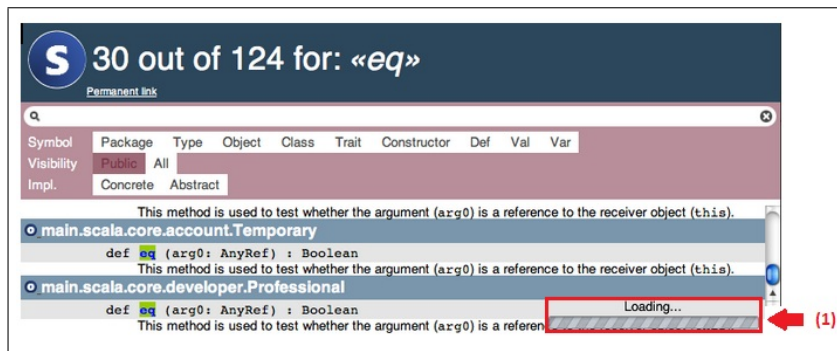 S
30 out of 124 for: «eq»
Permanent link
Symbol Package Type Object Class Trait Constructor Def Val Var
Visibility Public All
Impl. Concrete Abstract
This method is used to test whether the argument (arg0) is a reference to the receiver object (this).
main.scala.core.account.Temporary
def eq (arg0: AnyRef) : Boolean
This method is used to test whether the argument (arg0) is a reference to the receiver object (this).
main.scala.core.developer.Professional
def eq (arg0: AnyRef) : Boolean
Loading...
(1)
This method is used to test whether the argument (arg0) is a referen